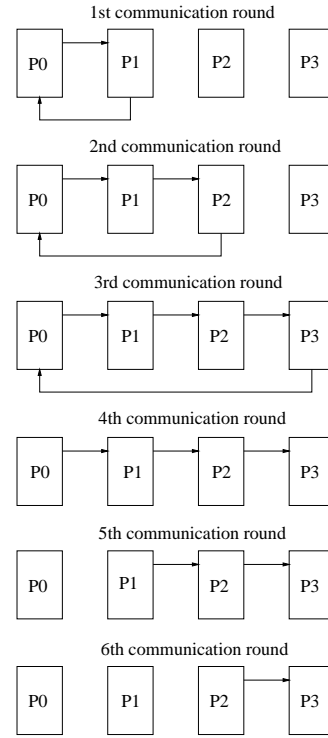 1st communication round
P0 P1 P2 P3
2nd communication round
P0 P1 P2 P3
3rd communication round
P0 P1 P2 P3
4th communication round
P0 P1 P2 P3
5th communication round
P0 P1 P2 P3
6th communication round
P0 P1 P2 P3